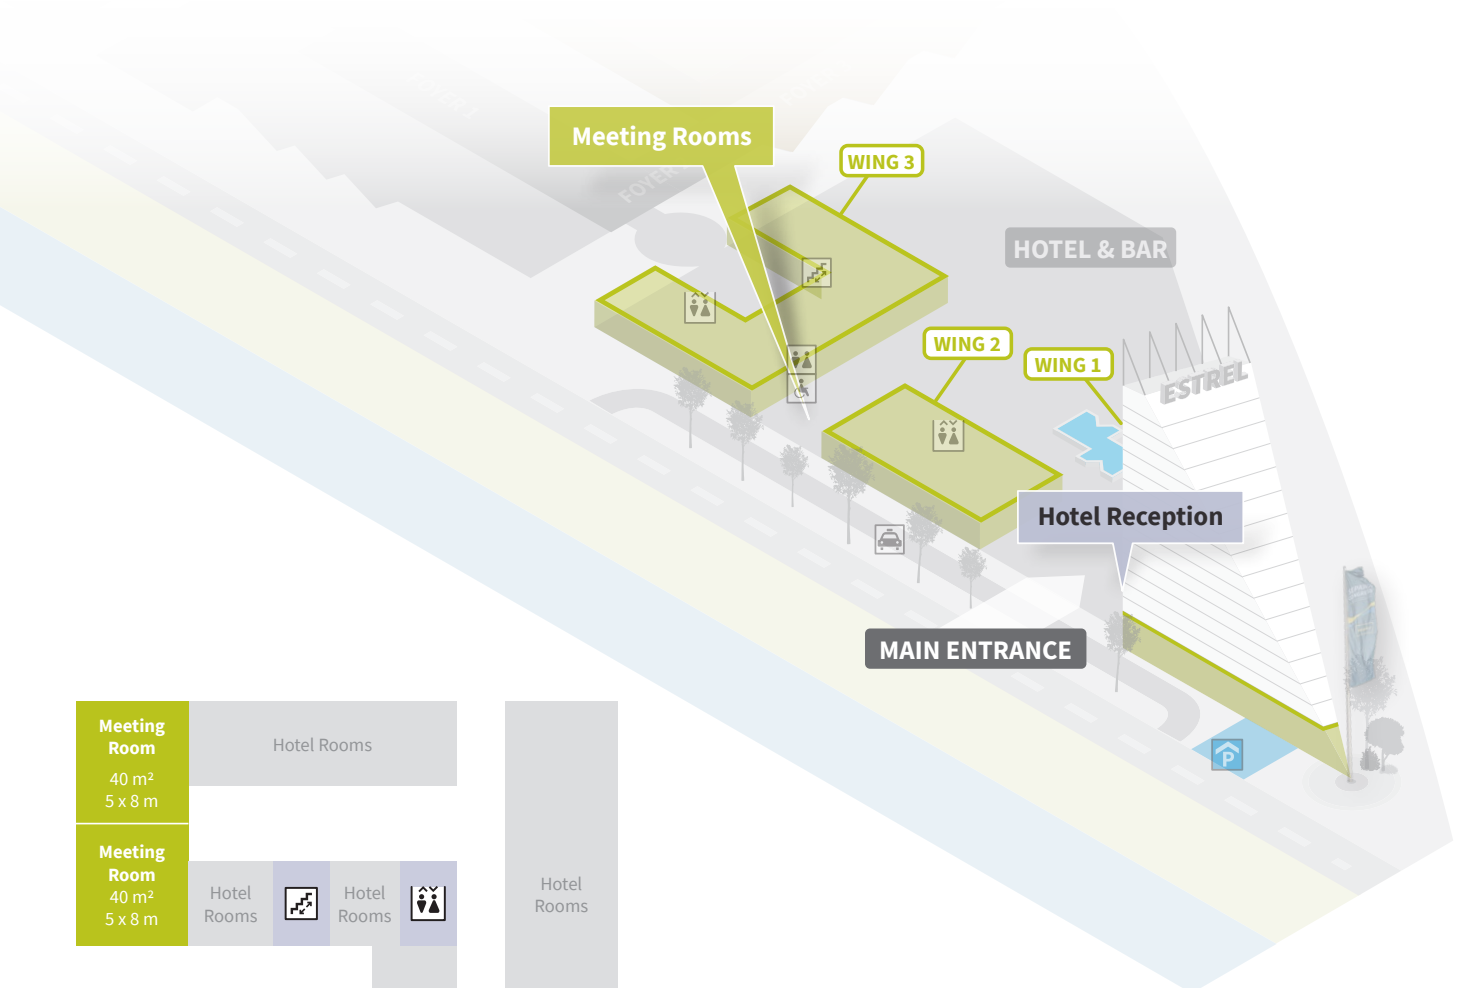 Meeting Rooms
WING 3
FOYER
HOTEL & BAR
WING 2
WING 1
ESTREL
Hotel Reception
MAIN ENTRANCE
P
Meeting
Room
40 m²
5 x 8 m
Hotel Rooms
Meeting
Room
40 m²
5 x 8 m
Hotel
Rooms
Hotel
Rooms
Hotel
Rooms